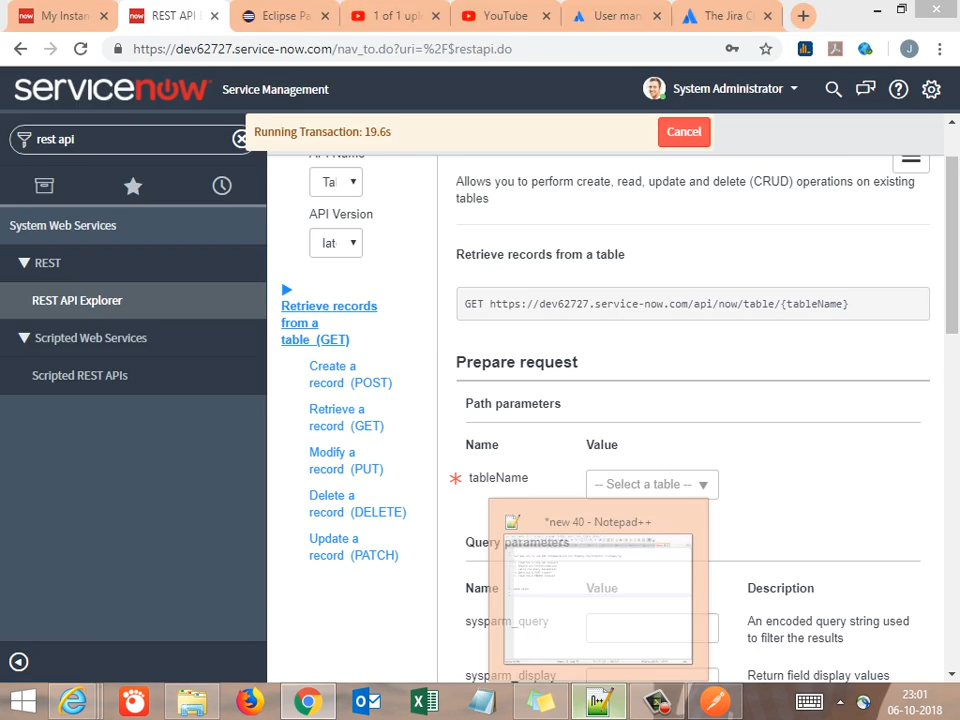 My Instan
REST API E
Eclipse Pa
1 of 1 uplo
YouTube
User man
The Jira C
https://dev62727.service-now.com/nav_to.do?uri=%2F$restapi.do
J
servicenow Service Management
System Administrator
rest api
Running Transaction: 19.6s
Cancel
System Web Services
REST
REST API Explorer
Scripted Web Services
Scripted REST APIs
API Name
Tal
API Version
lat
Retrieve records
from a
table (GET)
Create a
record (POST)
Retrieve a
record (GET)
Modify a
record (PUT)
Delete a
record (DELETE)
Update a
record (PATCH)
Allows you to perform create, read, update and delete (CRUD) operations on existing
tables
Retrieve records from a table
GET https://dev62727.service-now.com/api/now/table/{tableName}
Prepare request
Path parameters
Name Value
* tableName -- Select a table --
*new 40 - Notepad++
Query parameters
Name Value Description
sysparm_query An encoded query string used
to filter the results
sysparm_display Return field display values
23:01
06-10-2018